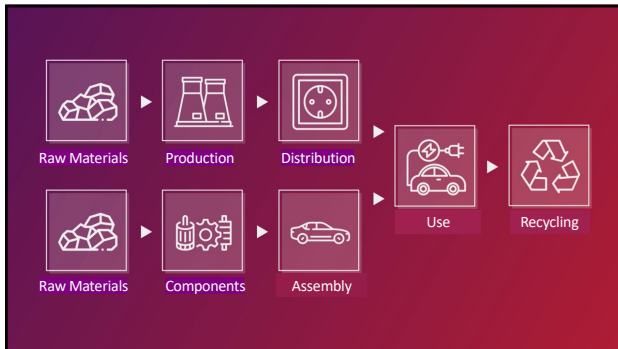 Raw Materials
Production
Distribution
Use
Recycling
Raw Materials
Components
Assembly